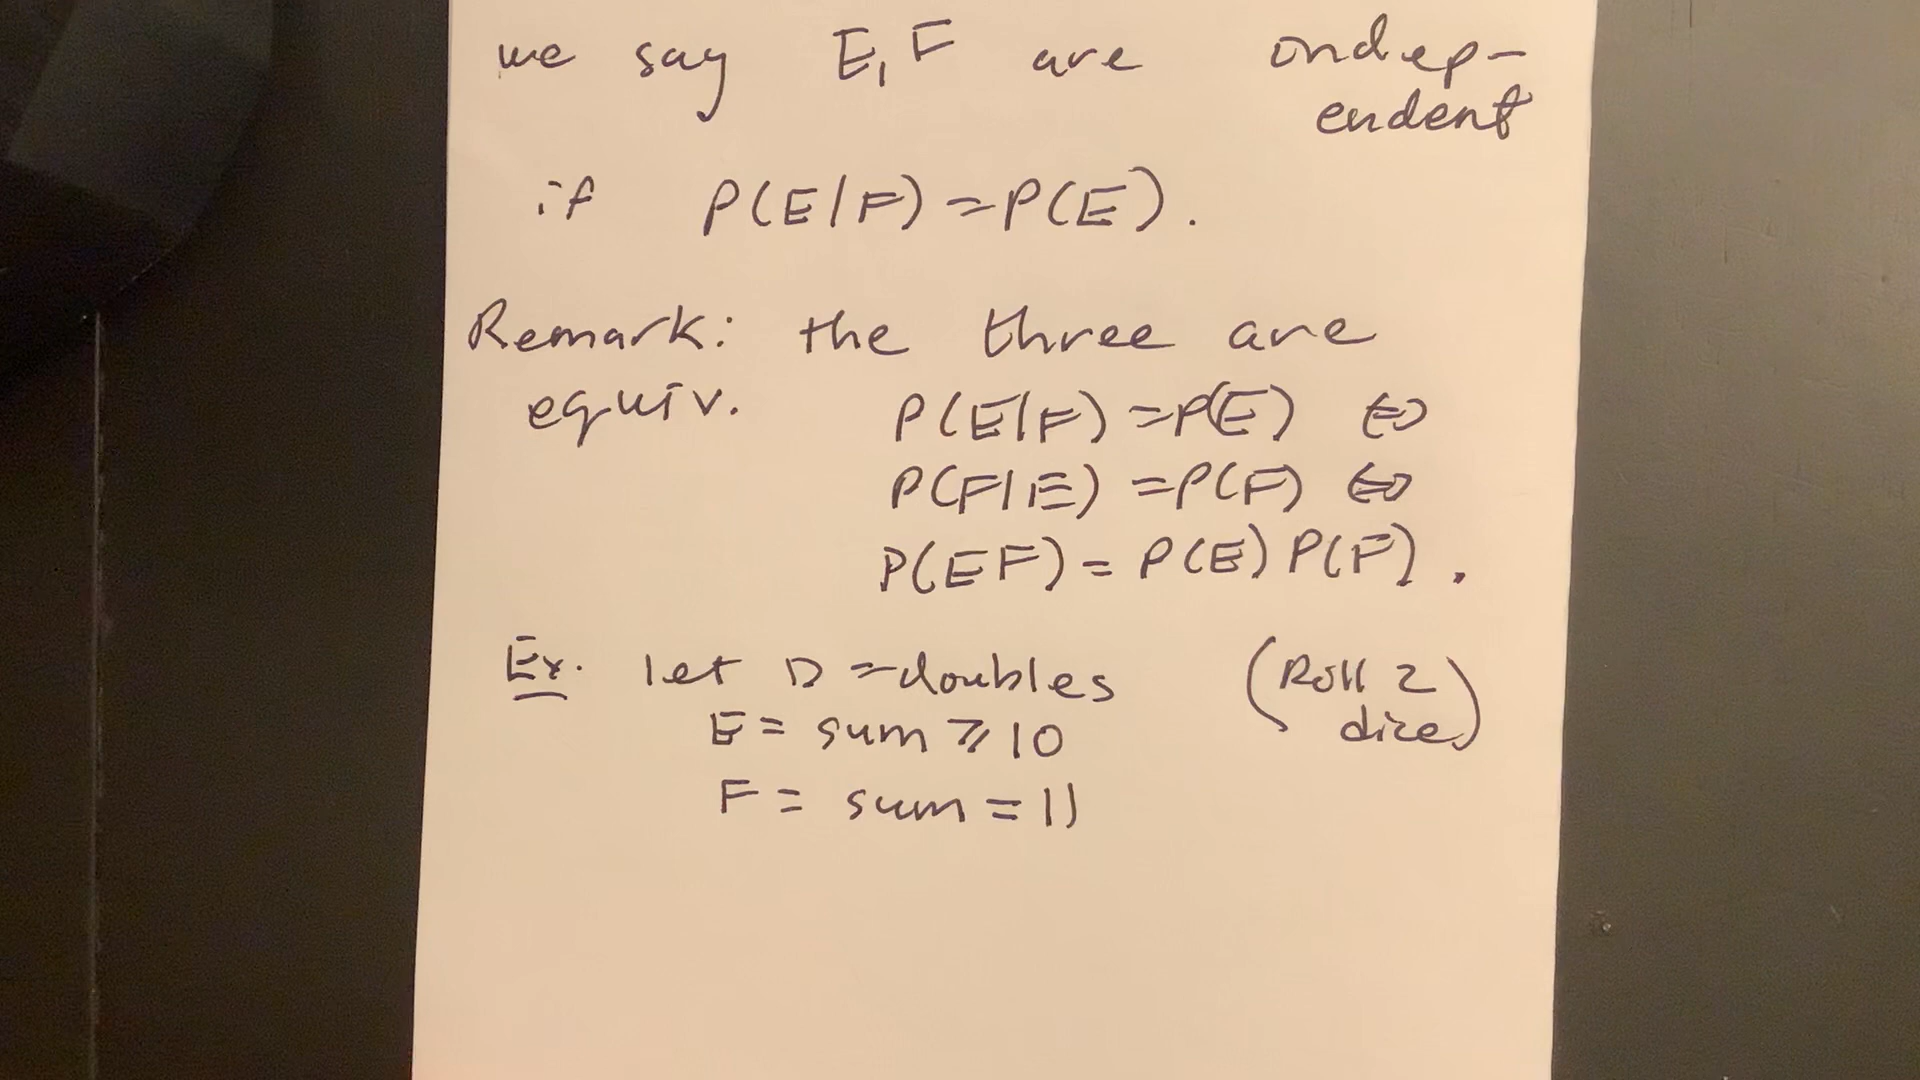 we say E, F are indep-
endent
if P(E|F) = P(E).
Remark: the three are
equiv. P(E|F) = P(E) ⇔
P(F|E) = P(F) ⇔
P(EF) = P(E) P(F).
Ex. let D = doubles (Roll 2
E = sum ⩾ 10 dice)
F = sum = 11